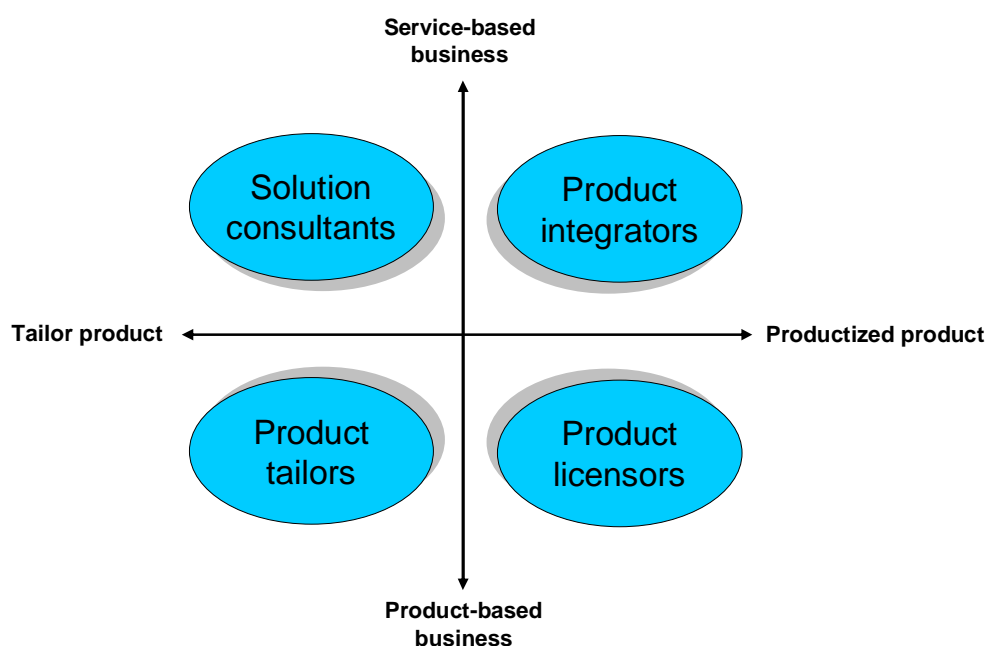 Service-based
business
Solution
consultants
Product
integrators
Tailor product
Productized product
Product
tailors
Product
licensors
Product-based
business